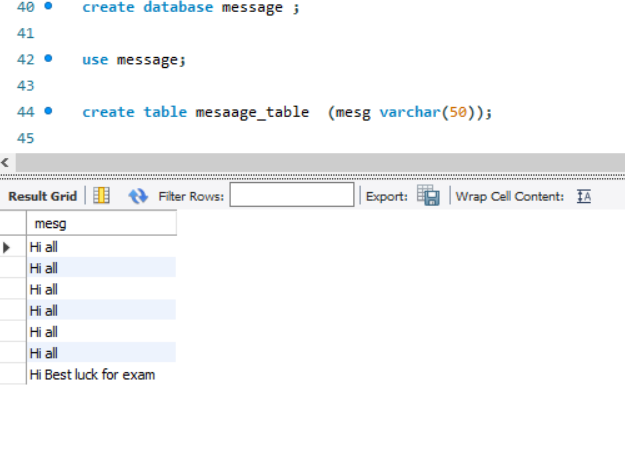 40 create database message ;
41
42 use message;
43
44 create table mesaage_table (mesg varchar(50));
45
Result Grid Filter Rows: Export: Wrap Cell Content: IA
mesg
Hi all
Hi all
Hi all
Hi all
Hi all
Hi all
Hi Best luck for exam